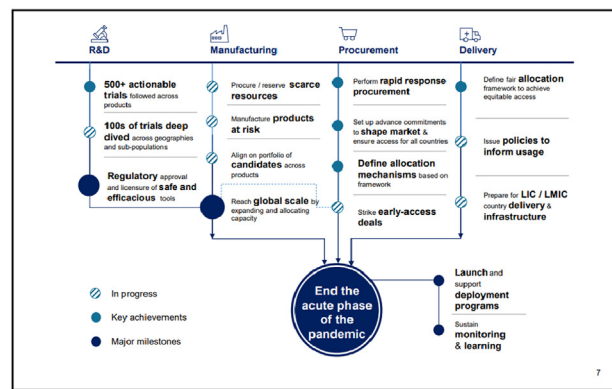 R&D
Manufacturing
Procurement
Delivery
500+ actionable
trials followed across
products
100s of trials deep
dived across geographies
and sub-populations
Regulatory approval
and licensure of safe and
efficacious tools
Procure / reserve scarce
resources
Manufacture products
at risk
Align on portfolio of
candidates across
products
Reach global scale by
expanding and allocating
capacity
Perform rapid response
procurement
Set up advance commitments
to shape market &
ensure access for all countries
Define allocation
mechanisms based on
framework
Strike early-access
deals
Define fair allocation
framework to achieve
equitable access
Issue policies to
inform usage
Prepare for LIC / LMIC
country delivery &
infrastructure
End the
acute phase
of the
pandemic
Launch and
support
deployment
programs
Sustain
monitoring
& learning
In progress
Key achievements
Major milestones
7